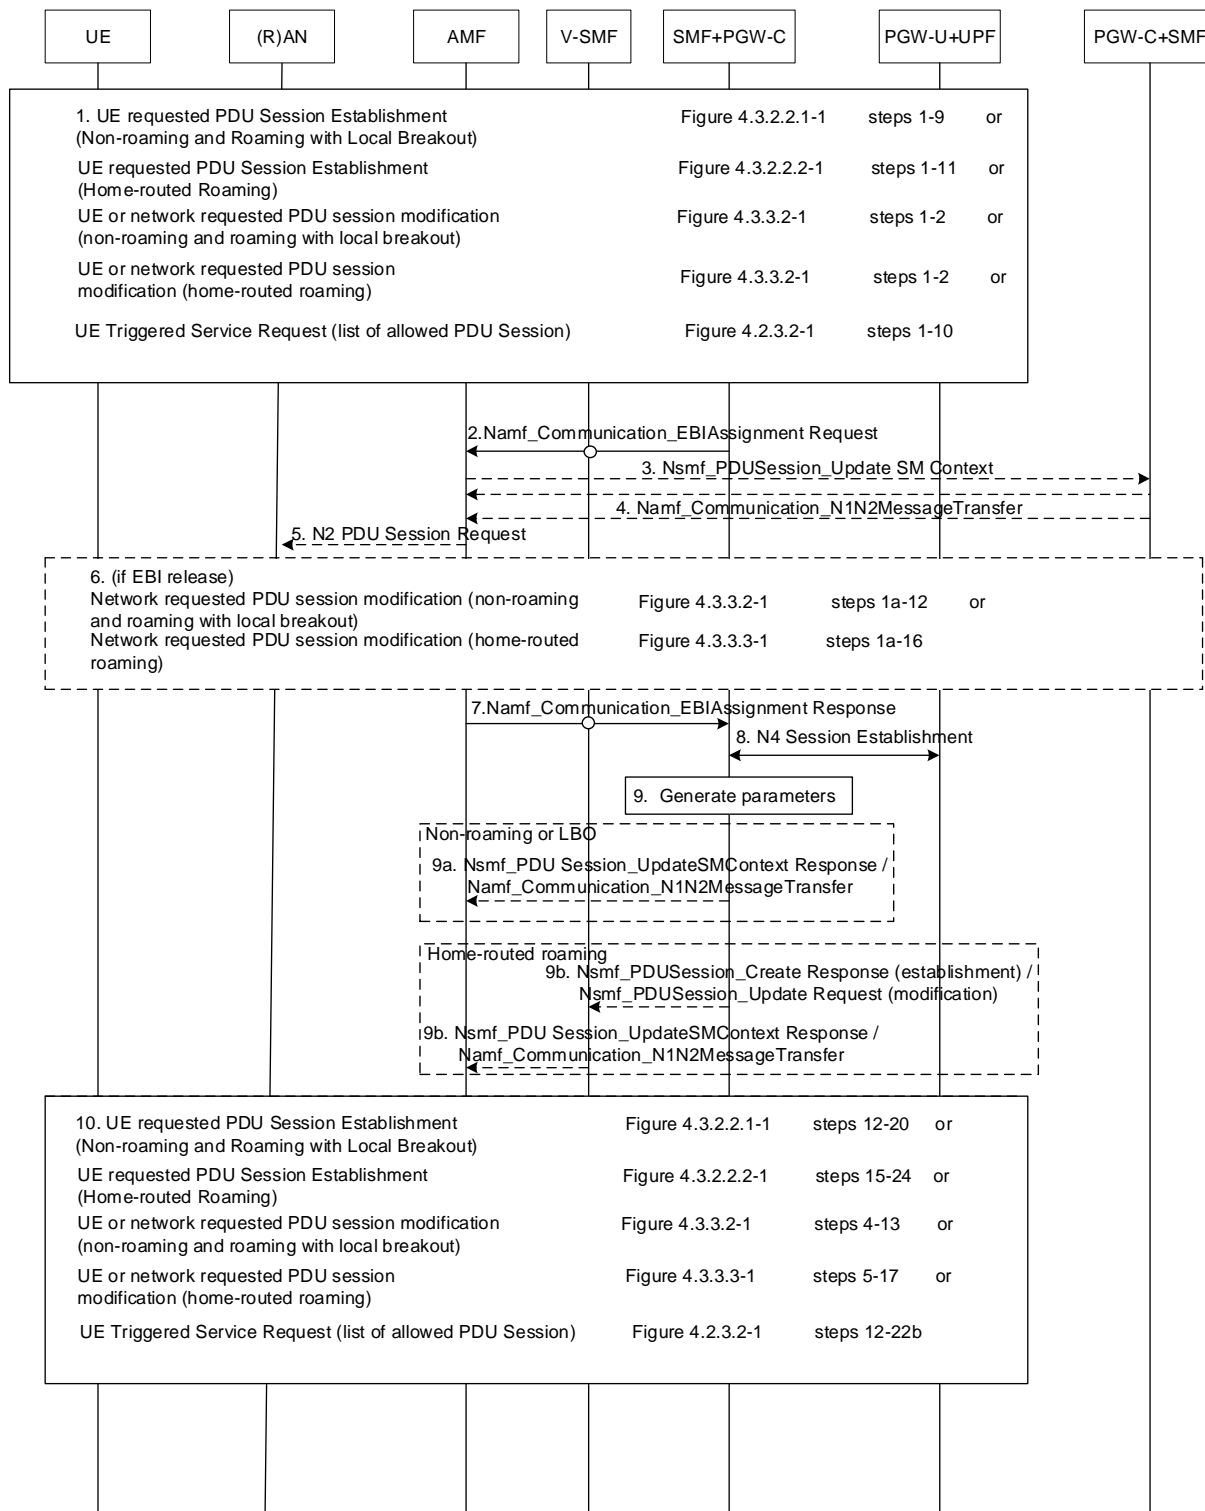 UE (R)AN AMF V-SMF SMF+PGW-C PGW-U+UPF PGW-C+SMF
1. UE requested PDU Session Establishment Figure 4.3.2.2.1-1 steps 1-9 or
(Non-roaming and Roaming with Local Breakout)
UE requested PDU Session Establishment Figure 4.3.2.2.2-1 steps 1-11 or
(Home-routed Roaming)
UE or network requested PDU session modification Figure 4.3.3.2-1 steps 1-2 or
(non-roaming and roaming with local breakout)
UE or network requested PDU session Figure 4.3.3.2-1 steps 1-2 or
modification (home-routed roaming)
UE Triggered Service Request (list of allowed PDU Session) Figure 4.2.3.2-1 steps 1-10
2.Namf_Communication_EBIAssignment Request
3. Nsmf_PDUSession_Update SM Context
4. Namf_Communication_N1N2MessageTransfer
5. N2 PDU Session Request
6. (if EBI release)
Network requested PDU session modification (non-roaming Figure 4.3.3.2-1 steps 1a-12 or
and roaming with local breakout)
Network requested PDU session modification (home-routed Figure 4.3.3.3-1 steps 1a-16
roaming)
7.Namf_Communication_EBIAssignment Response
8. N4 Session Establishment
9. Generate parameters
Non-roaming or LBO
9a. Nsmf_PDU Session_UpdateSMContext Response /
Namf_Communication_N1N2MessageTransfer
Home-routed roaming
9b. Nsmf_PDUSession_Create Response (establishment) /
Nsmf_PDUSession_Update Request (modification)
9b. Nsmf_PDU Session_UpdateSMContext Response /
Namf_Communication_N1N2MessageTransfer
10. UE requested PDU Session Establishment Figure 4.3.2.2.1-1 steps 12-20 or
(Non-roaming and Roaming with Local Breakout)
UE requested PDU Session Establishment Figure 4.3.2.2.2-1 steps 15-24 or
(Home-routed Roaming)
UE or network requested PDU session modification Figure 4.3.3.2-1 steps 4-13 or
(non-roaming and roaming with local breakout)
UE or network requested PDU session Figure 4.3.3.3-1 steps 5-17 or
modification (home-routed roaming)
UE Triggered Service Request (list of allowed PDU Session) Figure 4.2.3.2-1 steps 12-22b